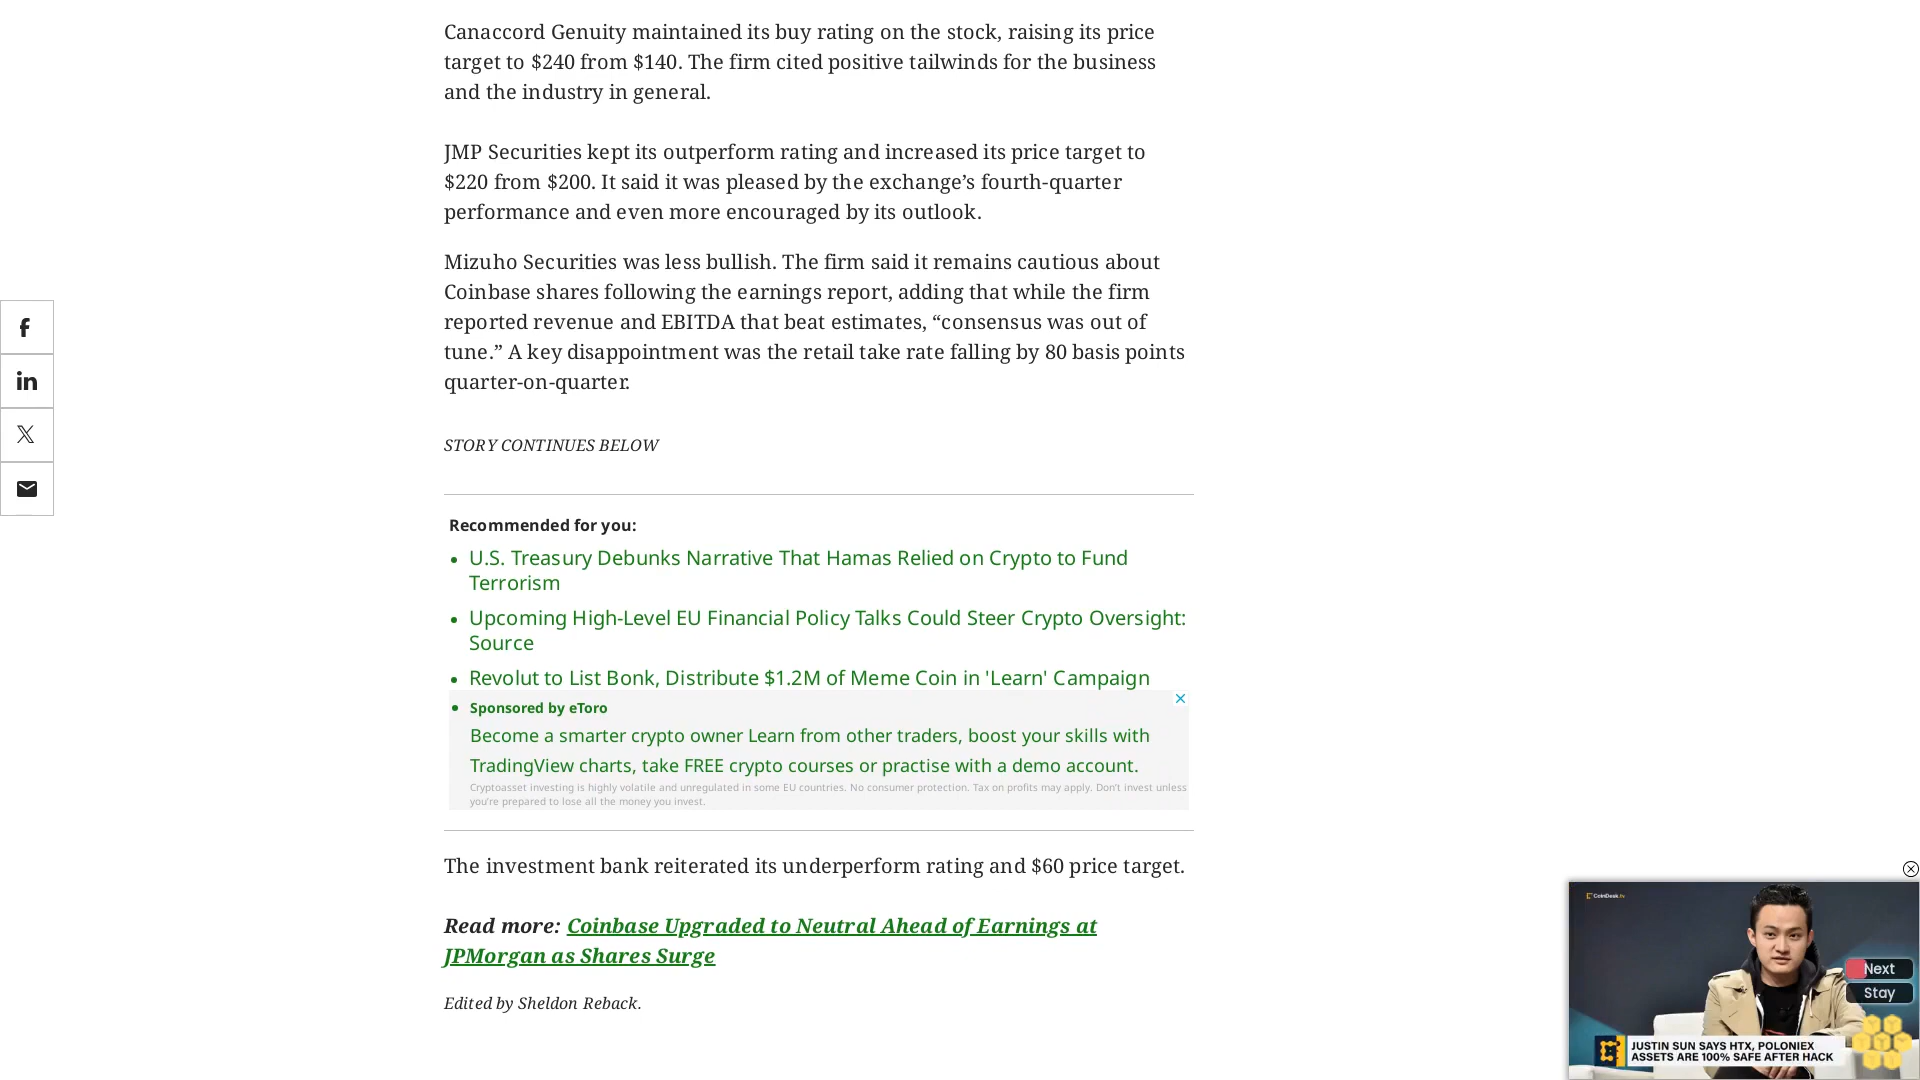 Canaccord Genuity maintained its buy rating on the stock, raising its price
target to $240 from $140. The firm cited positive tailwinds for the business
and the industry in general.
JMP Securities kept its outperform rating and increased its price target to
$220 from $200. It said it was pleased by the exchange’s fourth-quarter
performance and even more encouraged by its outlook.
Mizuho Securities was less bullish. The firm said it remains cautious about
Coinbase shares following the earnings report, adding that while the firm
reported revenue and EBITDA that beat estimates, “consensus was out of
tune.” A key disappointment was the retail take rate falling by 80 basis points
quarter-on-quarter.
STORY CONTINUES BELOW
Recommended for you:
• U.S. Treasury Debunks Narrative That Hamas Relied on Crypto to Fund
Terrorism
• Upcoming High-Level EU Financial Policy Talks Could Steer Crypto Oversight:
Source
• Revolut to List Bonk, Distribute $1.2M of Meme Coin in 'Learn' Campaign
• Sponsored by eToro
Become a smarter crypto owner Learn from other traders, boost your skills with
TradingView charts, take FREE crypto courses or practise with a demo account.
Cryptoasset investing is highly volatile and unregulated in some EU countries. No consumer protection. Tax on profits may apply. Don’t invest unless
you’re prepared to lose all the money you invest.
The investment bank reiterated its underperform rating and $60 price target.
Read more: Coinbase Upgraded to Neutral Ahead of Earnings at
JPMorgan as Shares Surge
Edited by Sheldon Reback.
CoinDesk.tv
Next
Stay
JUSTIN SUN SAYS HTX, POLONIEX
ASSETS ARE 100% SAFE AFTER HACK